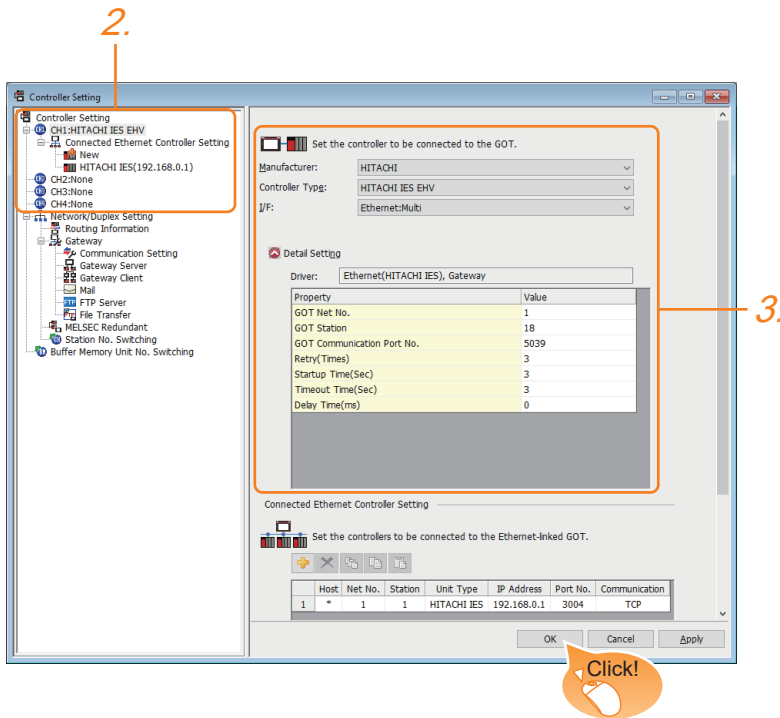 2.
Controller Setting
Controller Setting
CH1:HITACHI IES EHV
Connected Ethernet Controller Setting
New
HITACHI IES(192.168.0.1)
CH2:None
CH3:None
CH4:None
Network/Duplex Setting
Routing Information
Gateway
Communication Setting
Gateway Server
Gateway Client
Mail
FTP Server
File Transfer
MELSEC Redundant
Station No. Switching
Buffer Memory Unit No. Switching
Set the controller to be connected to the GOT.
Manufacturer: HITACHI
Controller Type: HITACHI IES EHV
I/F: Ethernet:Multi
Detail Setting
Driver: Ethernet(HITACHI IES), Gateway
Property Value
GOT Net No. 1
GOT Station 18
GOT Communication Port No. 5039
Retry(Times) 3
Startup Time(Sec) 3
Timeout Time(Sec) 3
Delay Time(ms) 0
3.
Connected Ethernet Controller Setting
Set the controllers to be connected to the Ethernet-linked GOT.
Host Net No. Station Unit Type IP Address Port No. Communication
1 * 1 1 HITACHI IES 192.168.0.1 3004 TCP
OK Cancel Apply
Click!